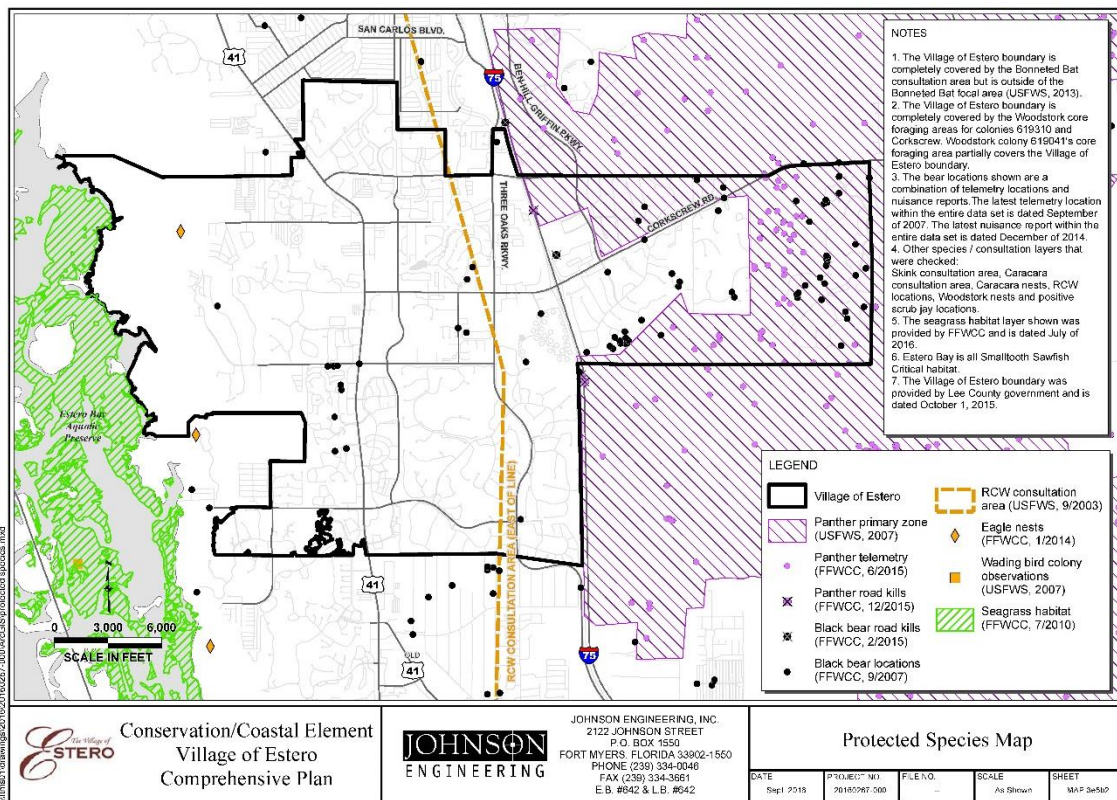 SAN CARLOS BLVD.
41
75
BEN HILL GRIFFIN PKWY
THREE OAKS PKWY
CORKSCREW RD.
Estero Bay
Aquatic
Preserve
RCW CONSULTATION AREA (EAST OF LINE)
41
OLD
41
75
0 3,000 6,000
SCALE IN FEET
NOTES
1. The Village of Estero boundary is
completely covered by the Bonneted Bat
consultation area but is outside of the
Bonneted Bat focal area (USFWS, 2013).
2. The Village of Estero boundary is
completely covered by the Woodstork core
foraging areas for colonies 619310 and
Corkscrew. Woodstork colony 619041's core
foraging area partially covers the Village of
Estero boundary.
3. The bear locations shown are a
combination of telemetry locations and
nuisance reports. The latest telemetry location
within the entire data set is dated September
of 2007. The latest nuisance report within the
entire data set is dated December of 2014.
4. Other species / consultation layers that
were checked:
Skink consultation area, Caracara
consultation area, Caracara nests, RCW
locations, Woodstork nests and positive
scrub jay locations.
5. The seagrass habitat layer shown was
provided by FFWCC and is dated July of
2016.
6. Estero Bay is all Smalltooth Sawfish
Critical habitat.
7. The Village of Estero boundary was
provided by Lee County government and is
dated October 1, 2015.
LEGEND
Village of Estero
Panther primary zone
(USFWS, 2007)
Panther telemetry
(FFWCC, 6/2015)
Panther road kills
(FFWCC, 12/2015)
Black bear road kills
(FFWCC, 2/2015)
Black bear locations
(FFWCC, 9/2007)
RCW consultation
area (USFWS, 9/2003)
Eagle nests
(FFWCC, 1/2014)
Wading bird colony
observations
(USFWS, 2007)
Seagrass habitat
(FFWCC, 7/2010)
The Village of
ESTERO
Conservation/Coastal Element
Village of Estero
Comprehensive Plan
JOHNSON
ENGINEERING
JOHNSON ENGINEERING, INC.
2122 JOHNSON STREET
P.O. BOX 1550
FORT MYERS, FLORIDA 33902-1550
PHONE (239) 334-0046
FAX (239) 334-3661
E.B. #642 & L.B. #642
Protected Species Map
DATE PROJECT NO. FILE NO. SCALE SHEET
Sept. 2016 20160267-000 -- As Shown MAP